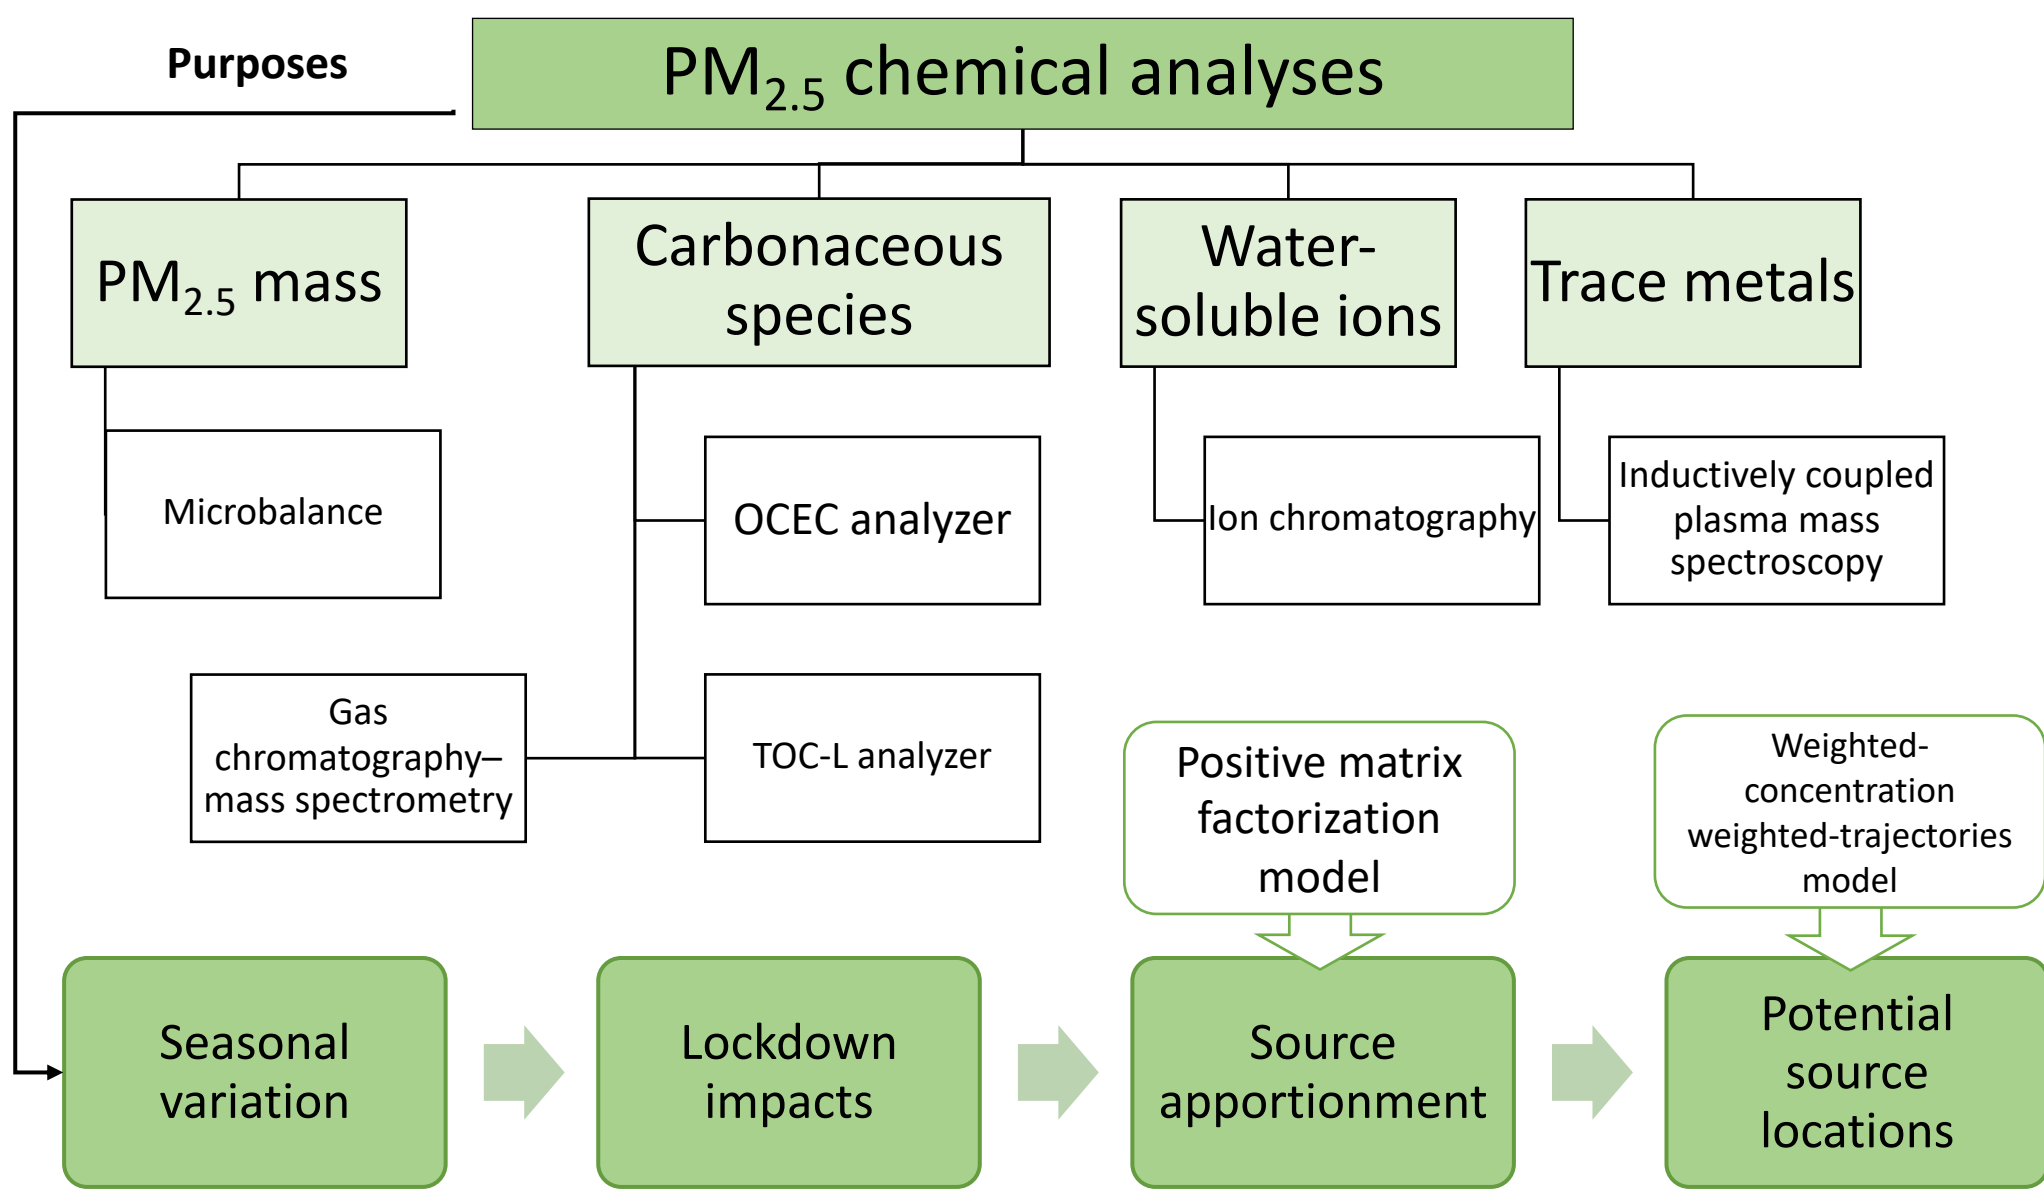 Purposes
PM2.5 chemical analyses
PM2.5 mass
Carbonaceous
species
Water-
soluble ions
Trace metals
Microbalance
OCEC analyzer
Ion chromatography
Inductively coupled
plasma mass
spectroscopy
Gas
chromatography–
mass spectrometry
TOC-L analyzer
Positive matrix
factorization
model
Weighted-
concentration
weighted-trajectories
model
Seasonal
variation
Lockdown
impacts
Source
apportionment
Potential
source
locations